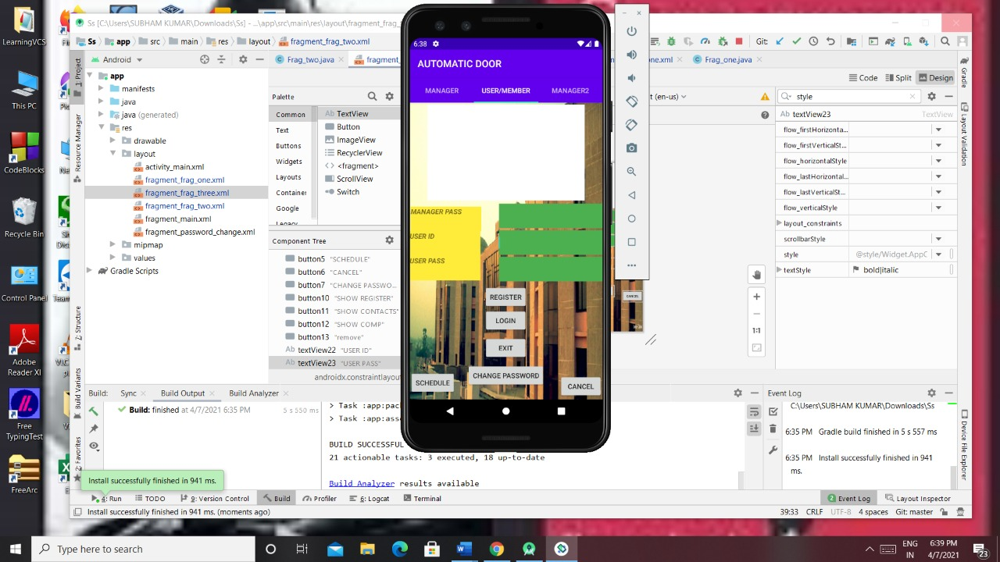 LearninCVS
CodeBlocks
Control Panel
Adobe
Reader XI
Free
Typing
FreeArc
Ss [C:\Users\SUBHAM KUMAR\Downloads\Ss] - ...\app\src\main\res\layout\fragment_frag_
Ss
app
src
main
res
layout
fragment_frag_two.xml
Git:
Android
Frag_two.java
fragment_
one.xml
Frag_one.java
1: Project
Resource Manager
Z: Structure
Build Variants
2: Favorites
app
manifests
java
java (generated)
res
drawable
layout
activity_main.xml
fragment_frag_one.xml
fragment_frag_three.xml
fragment_frag_two.xml
fragment_main.xml
fragment_password_change.xml
mipmap
values
Gradle Scripts
Palette
Common
Text
Buttons
Widgets
Layouts
Container
Google
Legacy
Ab TextView
Button
ImageView
RecyclerView
<> <fragment>
ScrollView
Switch
Component Tree
button5 "SCHEDULE"
button6 "CANCEL"
button7 "CHANGE PASSWO...
button10 "SHOW REGISTER"
button11 "SHOW CONTACTS"
button12 "SHOW COMP"
button13 "remove"
Ab textView22 "USER ID"
Ab textView23 "USER PASS"
androidx.constraintlayout
6:38
AUTOMATIC DOOR
MANAGER
USER/MEMBER
MANAGER2
MANAGER PASS
USER ID
USER PASS
REGISTER
LOGIN
EXIT
CHANGE PASSWORD
SCHEDULE
CANCEL
CANCEL
1:1
Code
Split
Design
t (en-us)
style
Ab textView23
TextView
flow_firstHorizonta...
flow_firstVerticalSt...
flow_horizontalStyle
flow_lastHorizontal...
flow_lastVerticalSt...
flow_verticalStyle
layout_constraints
scrollbarStyle
style
@style/Widget.AppC
textStyle
bold|italic
Gradle
Layout Validation
Device File Explorer
Build:
Sync
Build Output
Build Analyzer
Build: finished at 4/7/2021 6:35 PM
5 s 550 ms
> Task :app:pac
> Task :app:ass
BUILD SUCCESSFUL
21 actionable tasks: 3 executed, 18 up-to-date
Build Analyzer results available
Event Log
C:\Users\SUBHAM KUMAR\Downloads\Ss
6:35 PM Gradle build finished in 5 s 557 ms
6:35 PM Install successfully finished in 941
ms.
Install successfully finished in 941 ms.
4: Run
TODO
9: Version Control
Build
Profiler
6: Logcat
Terminal
2 Event Log
Layout Inspector
Install successfully finished in 941 ms. (moments ago)
39:33
CRLF
UTF-8
4 spaces
Git: master
Type here to search
ENG
IN
6:39 PM
4/7/2021
23